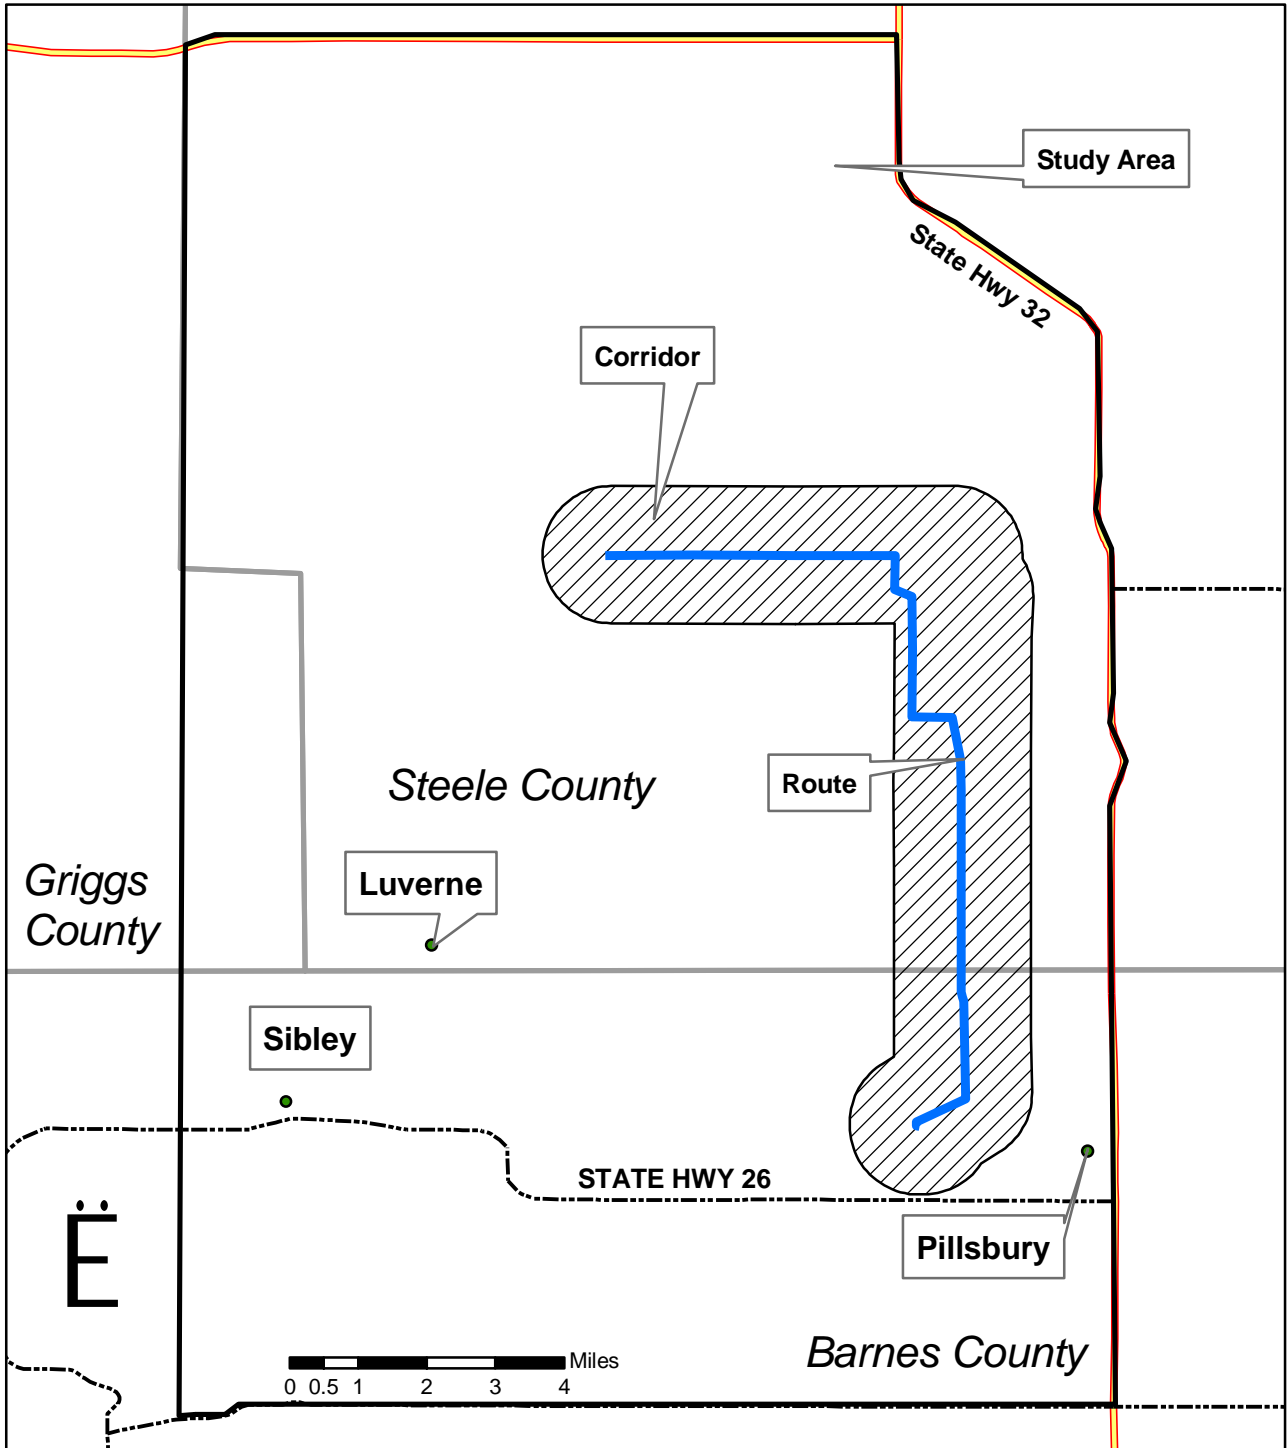 Study Area
State Hwy 32
Corridor
Steele County
Route
Griggs
County
Luverne
Sibley
STATE HWY 26
Ë
Pillsbury
Barnes County
Miles
0 0.5 1 2 3 4